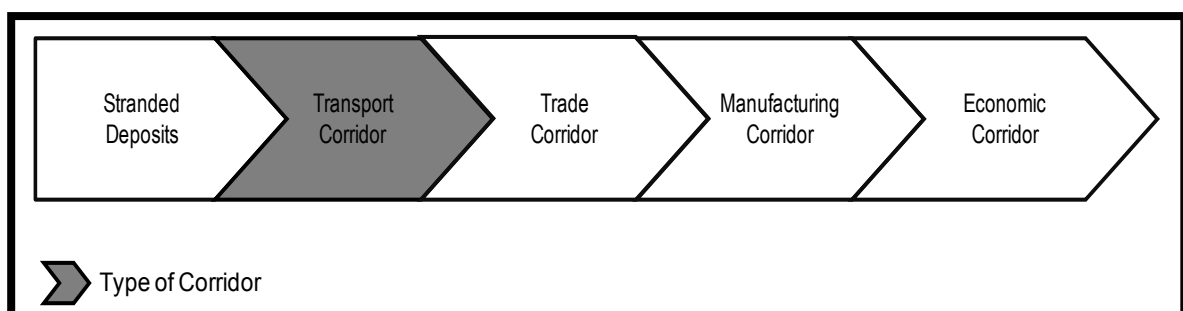 Stranded
Deposits
Transport
Corridor
Trade
Corridor
Manufacturing
Corridor
Economic
Corridor
Type of Corridor